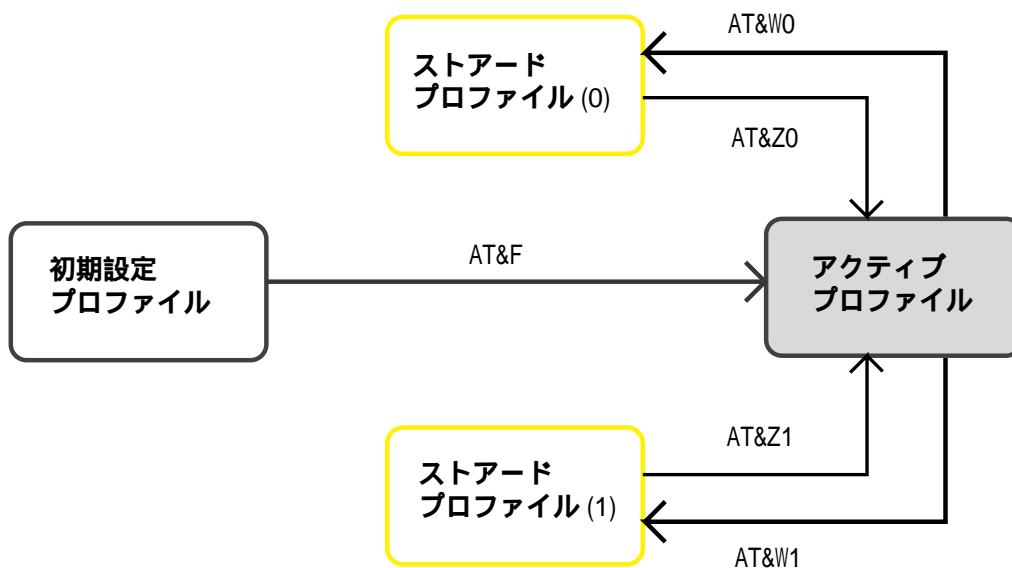 AT&W0
ストアード
プロファイル (0)
AT&Z0
初期設定
プロファイル
AT&F
アクティブ
プロファイル
AT&Z1
ストアード
プロファイル (1)
AT&W1